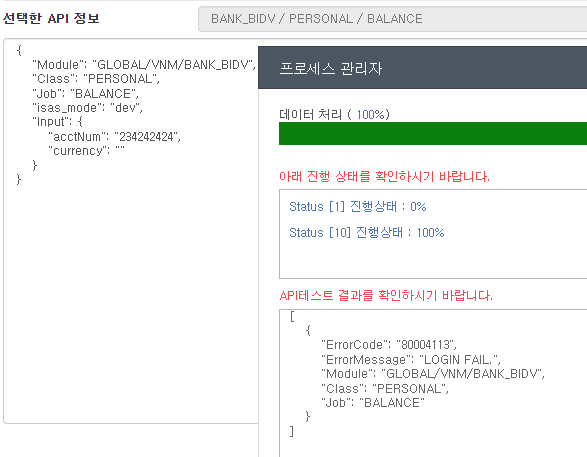 선택한 API 정보
BANK_BIDV / PERSONAL / BALANCE
{
"Module": "GLOBAL/VNM/BANK_BIDV",
"Class": "PERSONAL",
"Job": "BALANCE",
"isas_mode": "dev",
"Input": {
"acctNum": "234242424",
"currency": ""
}
}
프로세스 관리자
데이터 처리 ( 100%)
아래 진행 상태를 확인하시기 바랍니다.
Status [1] 진행상태 : 0%
Status [10] 진행상태 : 100%
API테스트 결과를 확인하시기 바랍니다.
[
{
"ErrorCode": "80004113",
"ErrorMessage": "LOGIN FAIL.",
"Module": "GLOBAL/VNM/BANK_BIDV",
"Class": "PERSONAL",
"Job": "BALANCE"
}
]